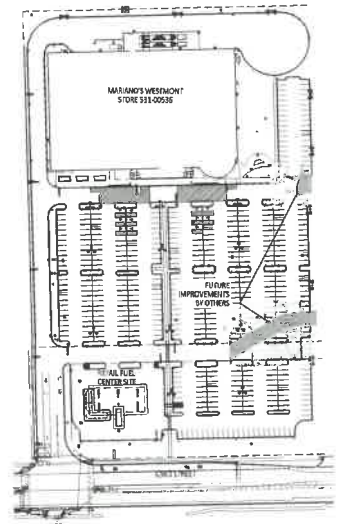 MARIANO'S WESTMONT
STORE 531-00536
FUTURE
IMPROVEMENTS
BY OTHERS
FUEL
CENTER SITE